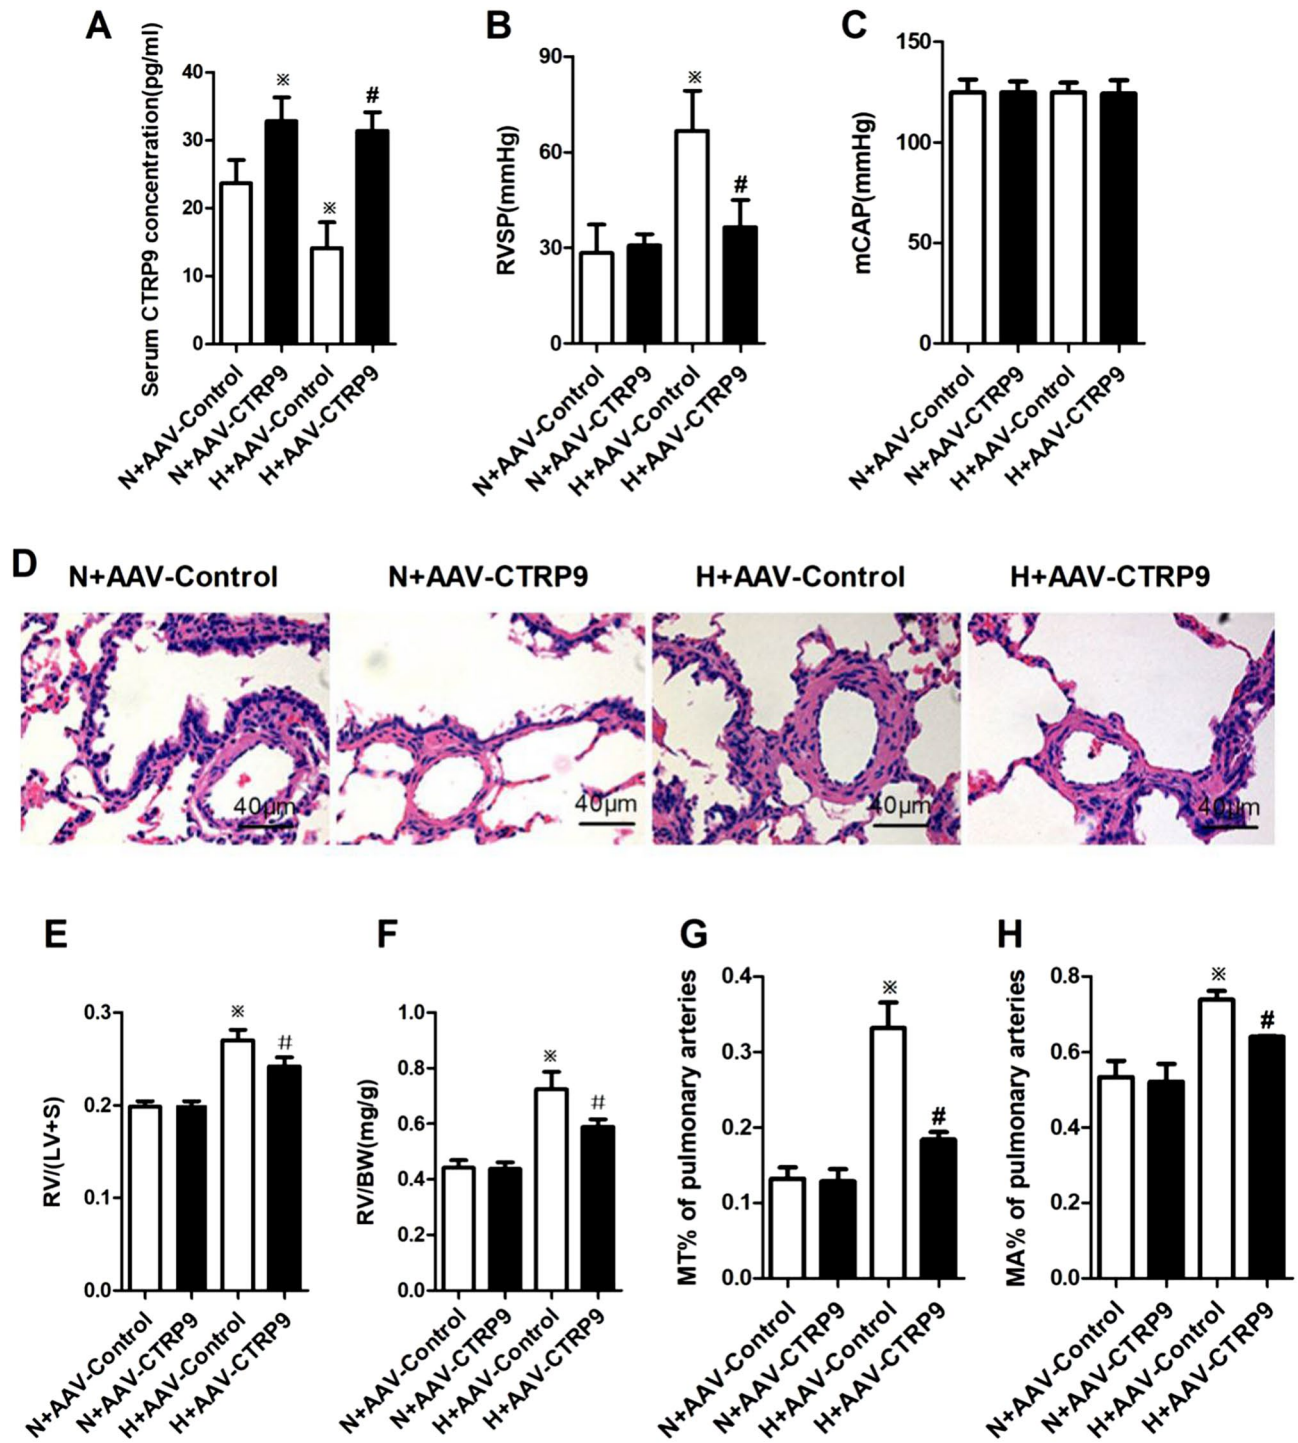 A
B
C
Serum CTRP9 concentration(pg/ml)
40
30
20
10
0
※
※
#
N+AAV-Control
N+AAV-CTRP9
H+AAV-Control
H+AAV-CTRP9
RVSP(mmHg)
90
60
30
0
※
#
N+AAV-Control
N+AAV-CTRP9
H+AAV-Control
H+AAV-CTRP9
mCAP(mmHg)
150
100
50
0
N+AAV-Control
N+AAV-CTRP9
H+AAV-Control
H+AAV-CTRP9
D
N+AAV-Control
N+AAV-CTRP9
H+AAV-Control
H+AAV-CTRP9
40µm
40µm
40µm
40µm
E
F
G
H
RV/(LV+S)
0.3
0.2
0.1
0.0
※
#
N+AAV-Control
N+AAV-CTRP9
H+AAV-Control
H+AAV-CTRP9
RV/BW(mg/g)
1.0
0.8
0.6
0.4
0.2
0.0
※
#
N+AAV-Control
N+AAV-CTRP9
H+AAV-Control
H+AAV-CTRP9
MT% of pulmonary arteries
0.4
0.3
0.2
0.1
0.0
※
#
N+AAV-Control
N+AAV-CTRP9
H+AAV-Control
H+AAV-CTRP9
MA% of pulmonary arteries
0.8
0.6
0.4
0.2
0.0
※
#
N+AAV-Control
N+AAV-CTRP9
H+AAV-Control
H+AAV-CTRP9